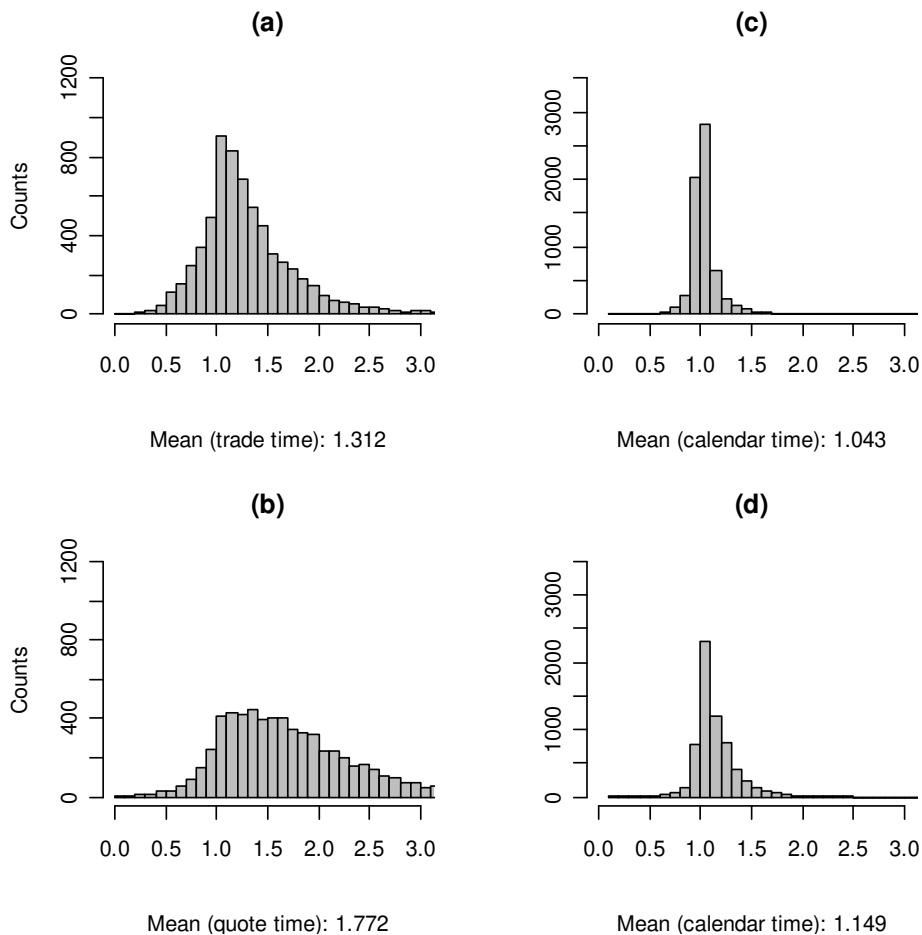 (a)
Counts
1200
800
400
0
0.0 0.5 1.0 1.5 2.0 2.5 3.0
Mean (trade time): 1.312
(c)
3000
2000
1000
0
0.0 0.5 1.0 1.5 2.0 2.5 3.0
Mean (calendar time): 1.043
(b)
Counts
1200
800
400
0
0.0 0.5 1.0 1.5 2.0 2.5 3.0
Mean (quote time): 1.772
(d)
3000
2000
1000
0
0.0 0.5 1.0 1.5 2.0 2.5 3.0
Mean (calendar time): 1.149